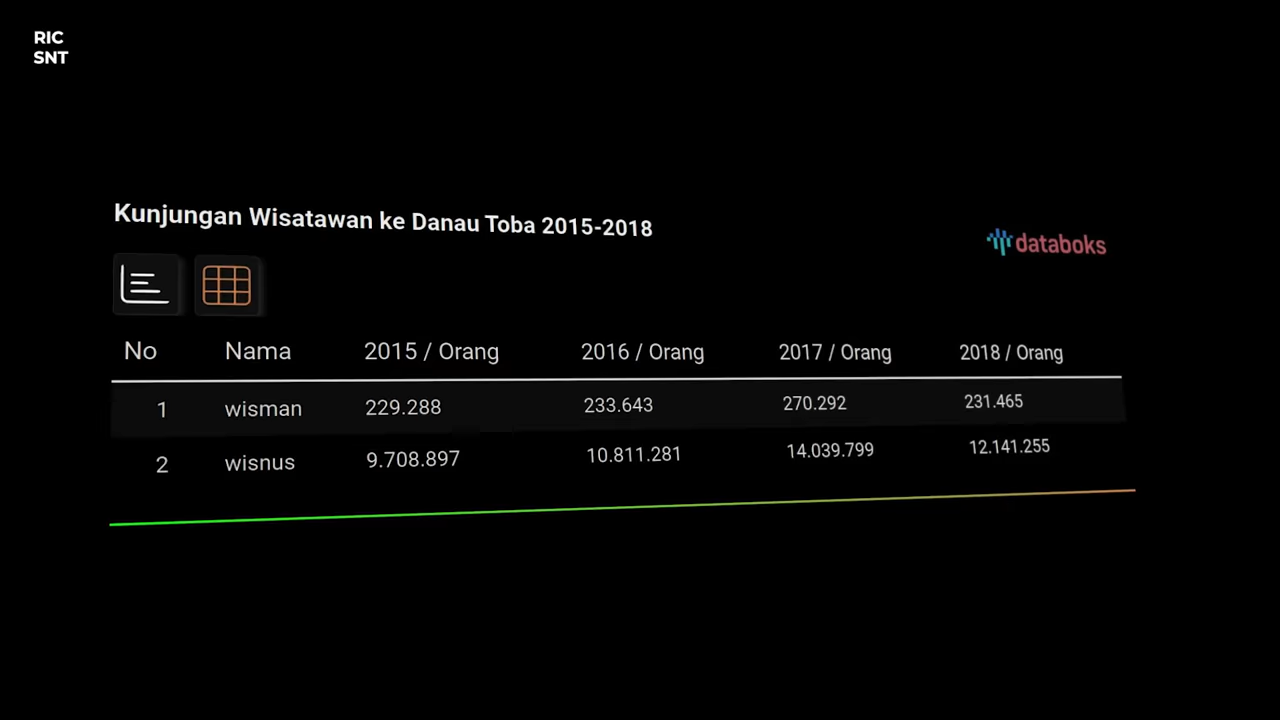 RIC
SNT
Kunjungan Wisatawan ke Danau Toba 2015-2018
databoks
No Nama 2015 / Orang 2016 / Orang 2017 / Orang 2018 / Orang
1 wisman 229.288 233.643 270.292 231.465
2 wisnus 9.708.897 10.811.281 14.039.799 12.141.255